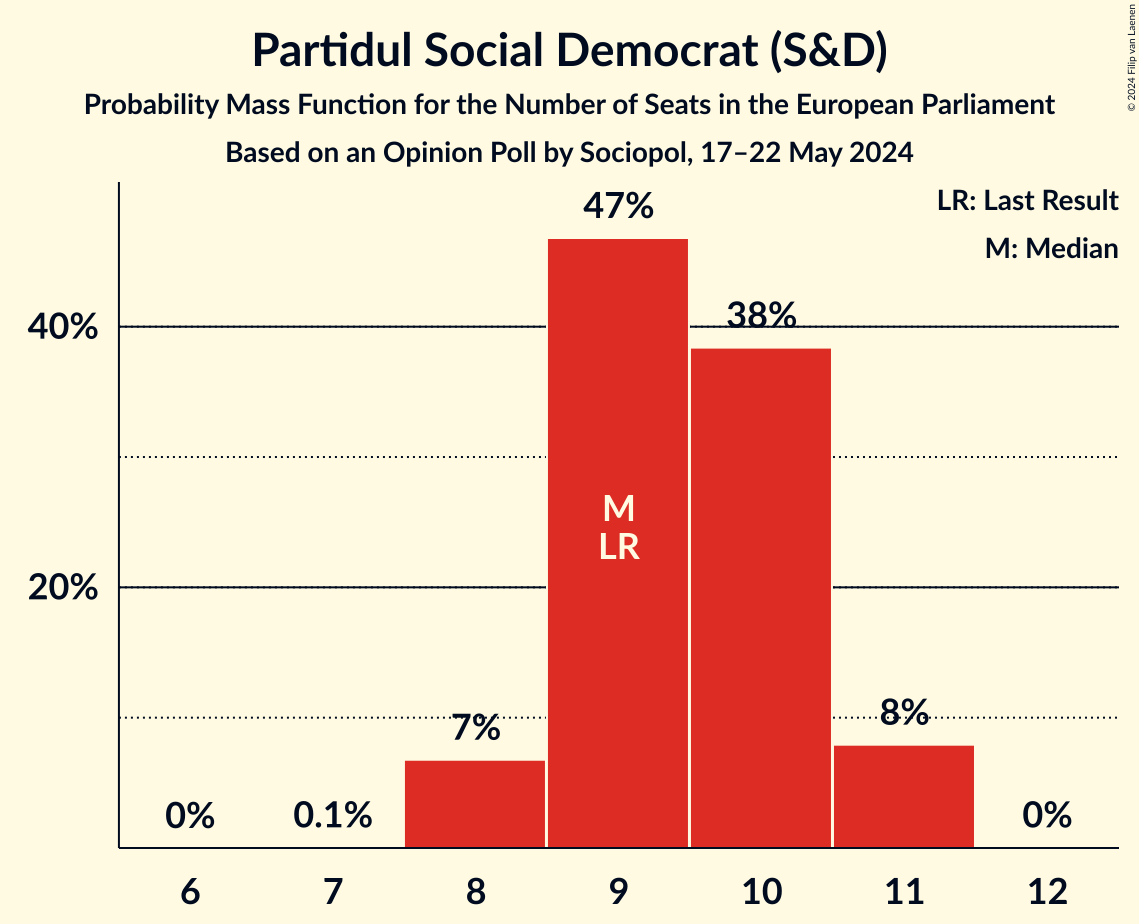 Partidul Social Democrat (S&D)
Probability Mass Function for the Number of Seats in the European Parliament
Based on an Opinion Poll by Sociopol, 17–22 May 2024
© 2024 Filip van Laenen
LR: Last Result
M: Median
47%
38%
40%
M
LR
20%
7%
8%
0%
0.1%
0%
6 7 8 9 10 11 12